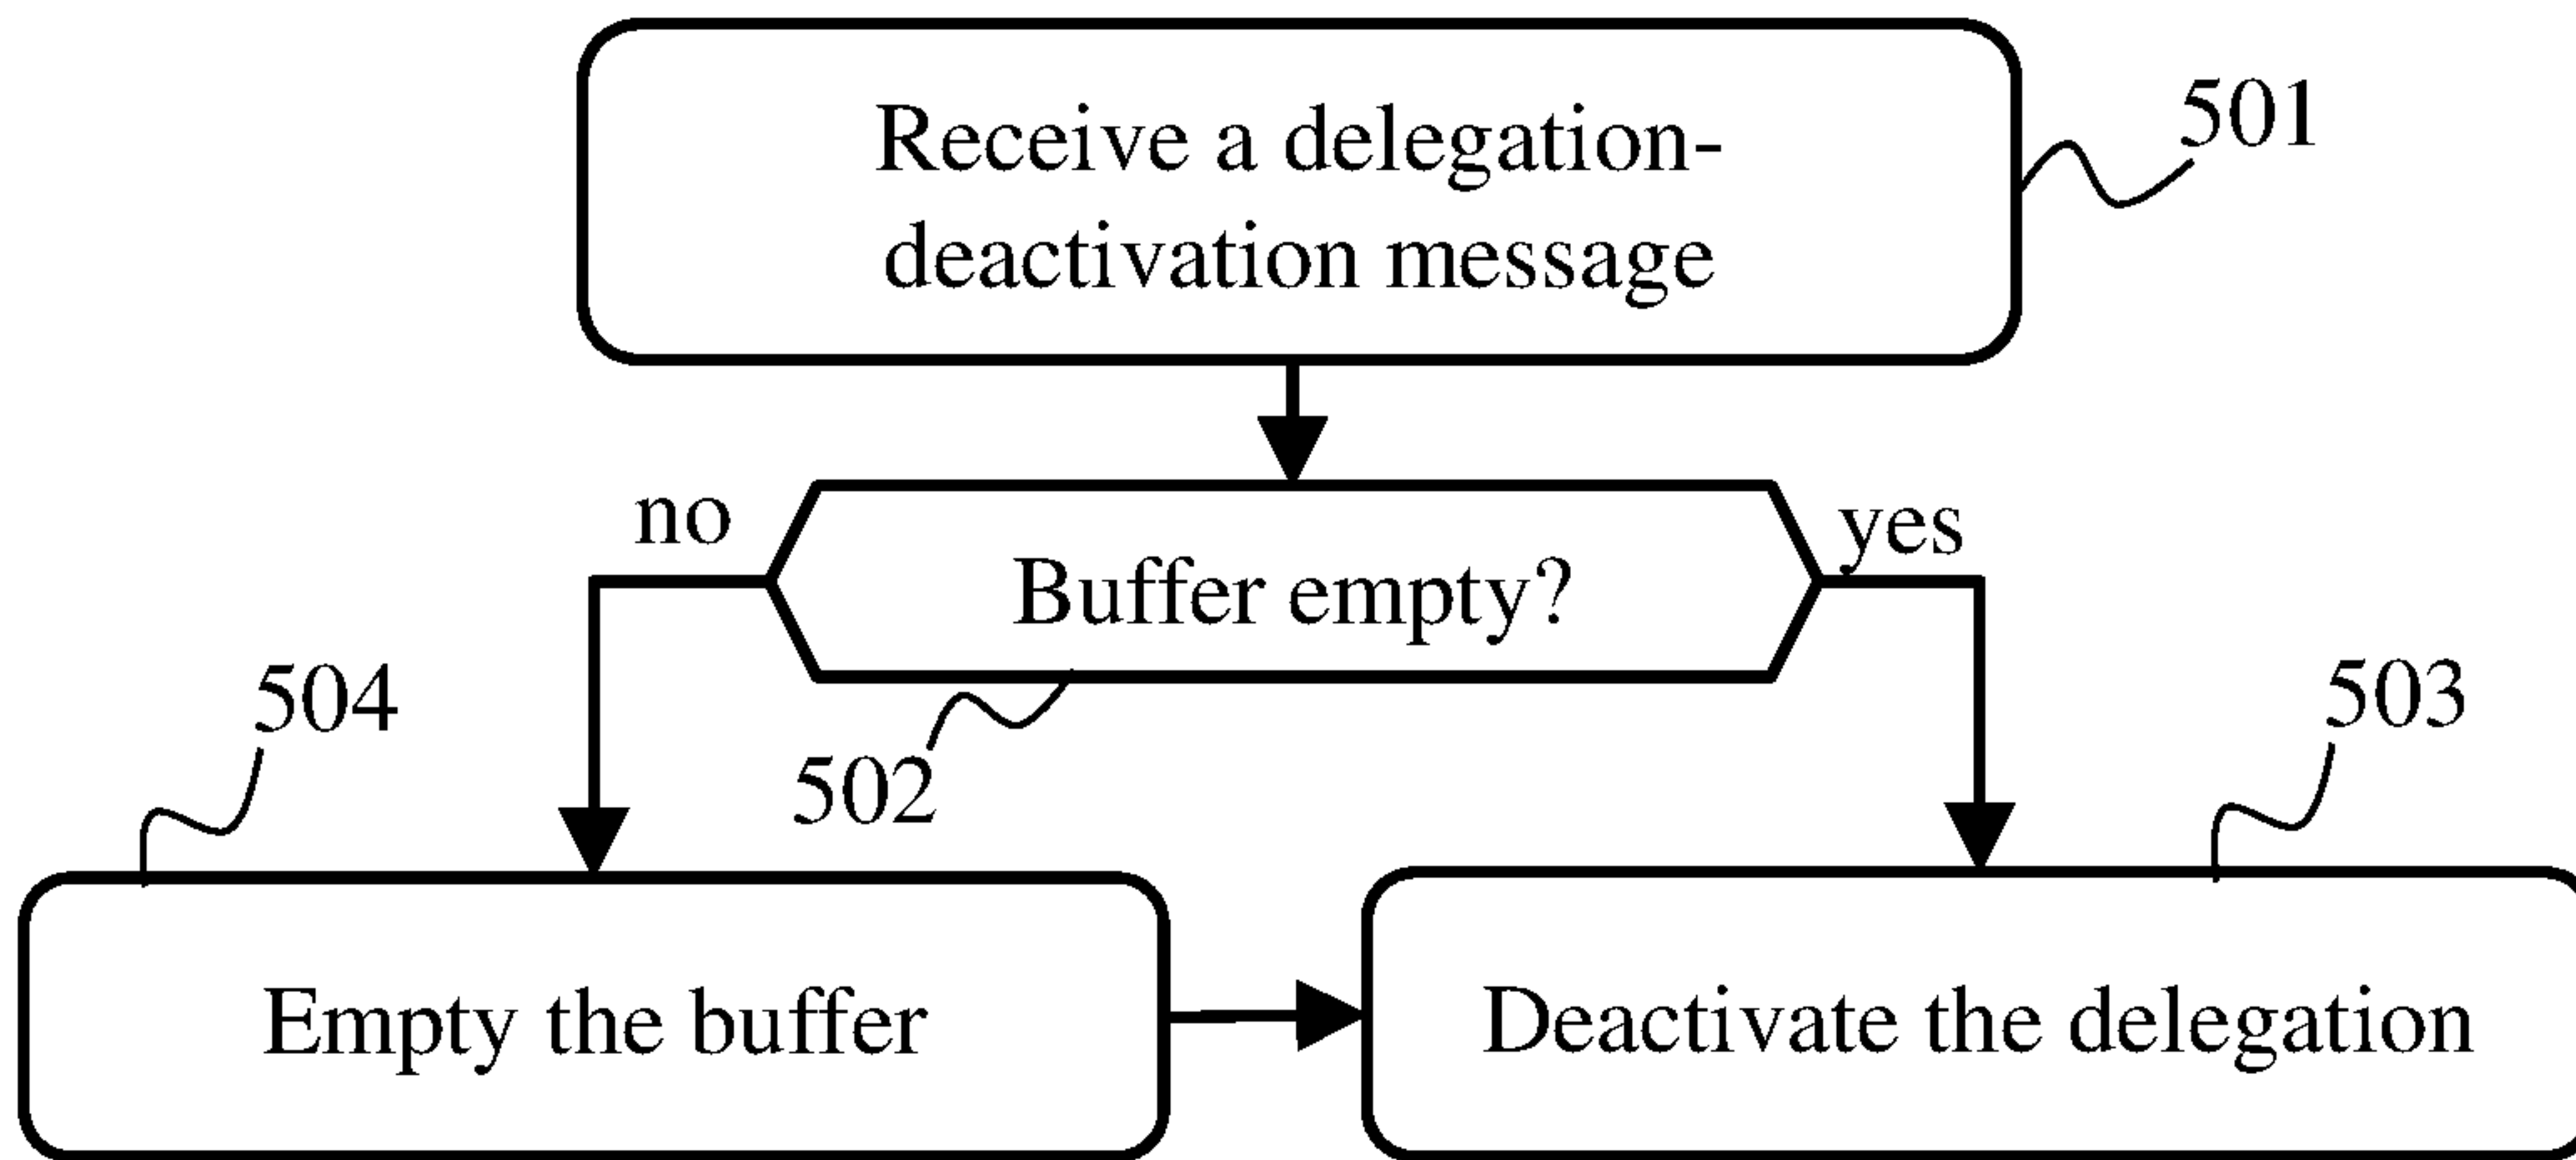 Receive a delegation-
deactivation message
501
no
Buffer empty?
yes
502
504
503
Empty the buffer
Deactivate the delegation